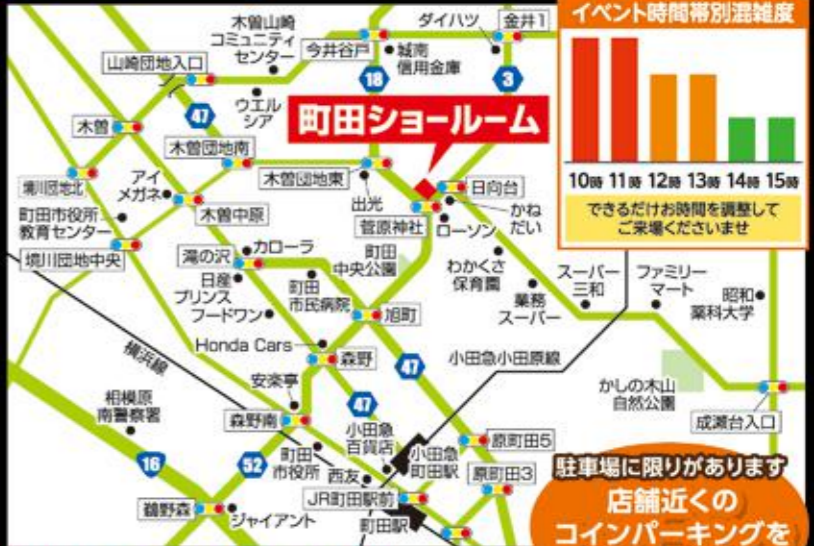 木曽山崎
コミュニティ
センター
ダイハツ
金井1
今井谷戸
城南
信用金庫
山崎団地入口
18
3
ウエル
シア
47
町田ショールーム
木曽
木曽団地南
木曽団地東
日向台
境川団地北
アイ
メガネ
出光
かね
だい
町田市役所
教育センター
木曽中原
菅原神社
ローソン
境川団地中央
滝の沢
カローラ
町田
中央公園
わかくさ
保育園
日産
プリンス
町田
市民病院
業務
スーパー
スーパー
三和
ファミリー
マート
昭和
薬科大学
フードワン
旭町
Honda Cars
森野
小田急小田原線
横浜線
47
安楽亭
かしの木山
自然公園
相模原
南警察署
47
成瀬台入口
森野南
小田急
百貨店
小田急
町田駅
原町田5
16
52
町田
市役所
西友
原町田3
JR町田駅前
鵜野森
ジャイアント
町田駅
イベント時間帯別混雑度
10時 11時 12時 13時 14時 15時
できるだけお時間を調整して
ご来場くださいませ
駐車場に限りがあります
店舗近くの
コインパーキングを